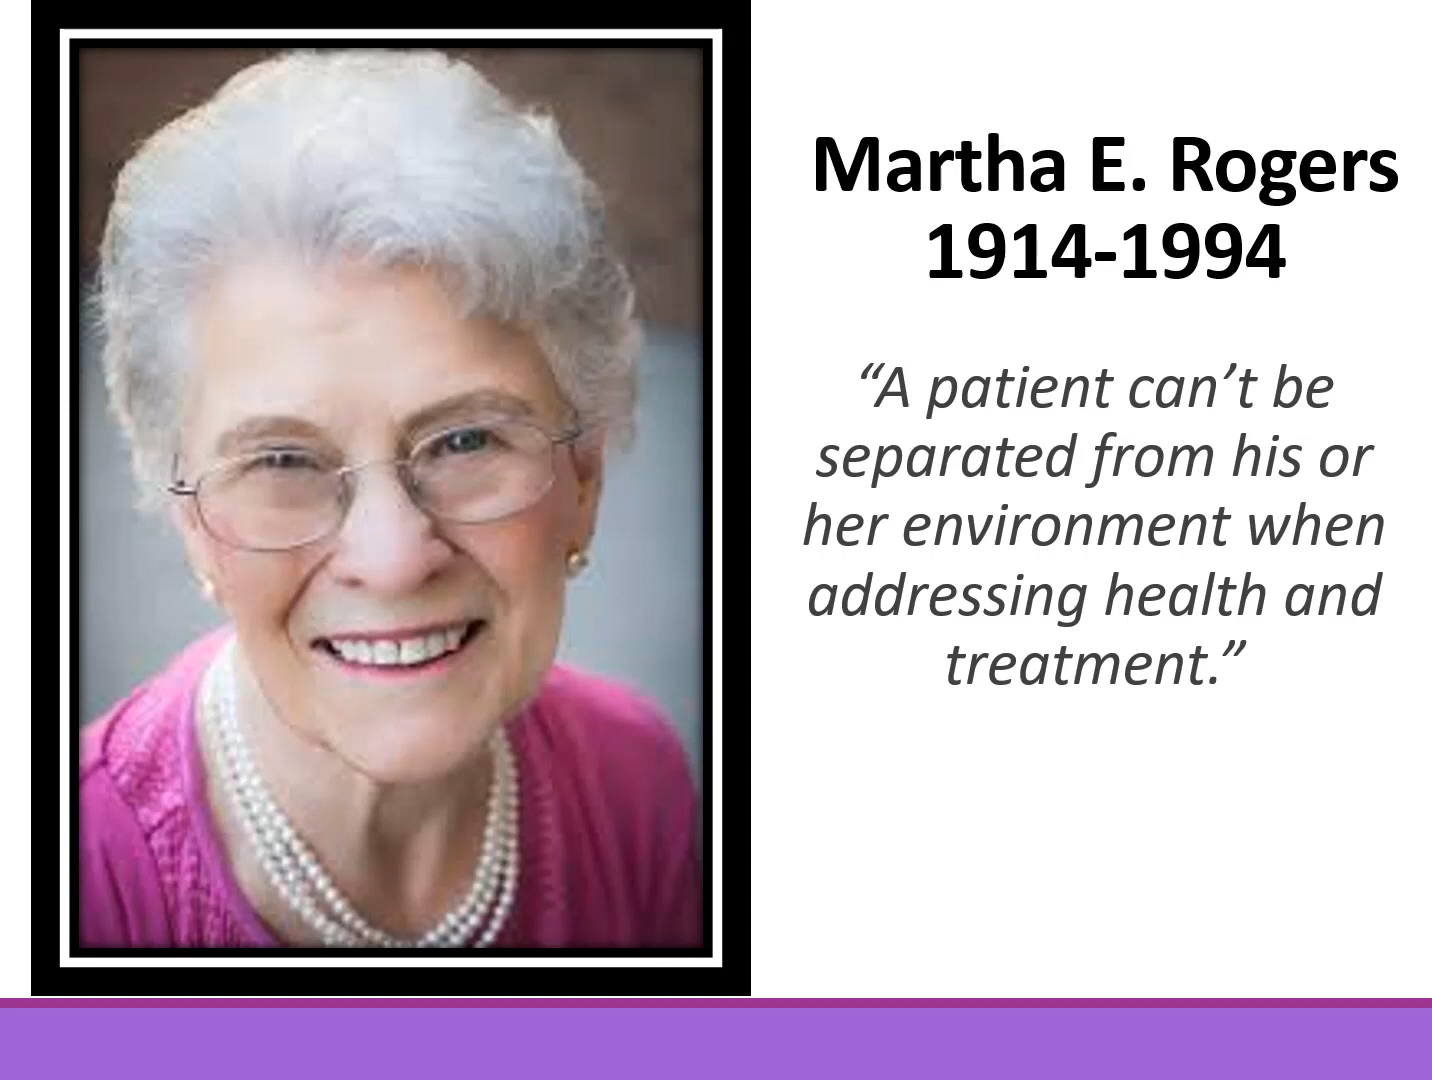 Martha E. Rogers
1914-1994
“A patient can’t be
separated from his or
her environment when
addressing health and
treatment.”